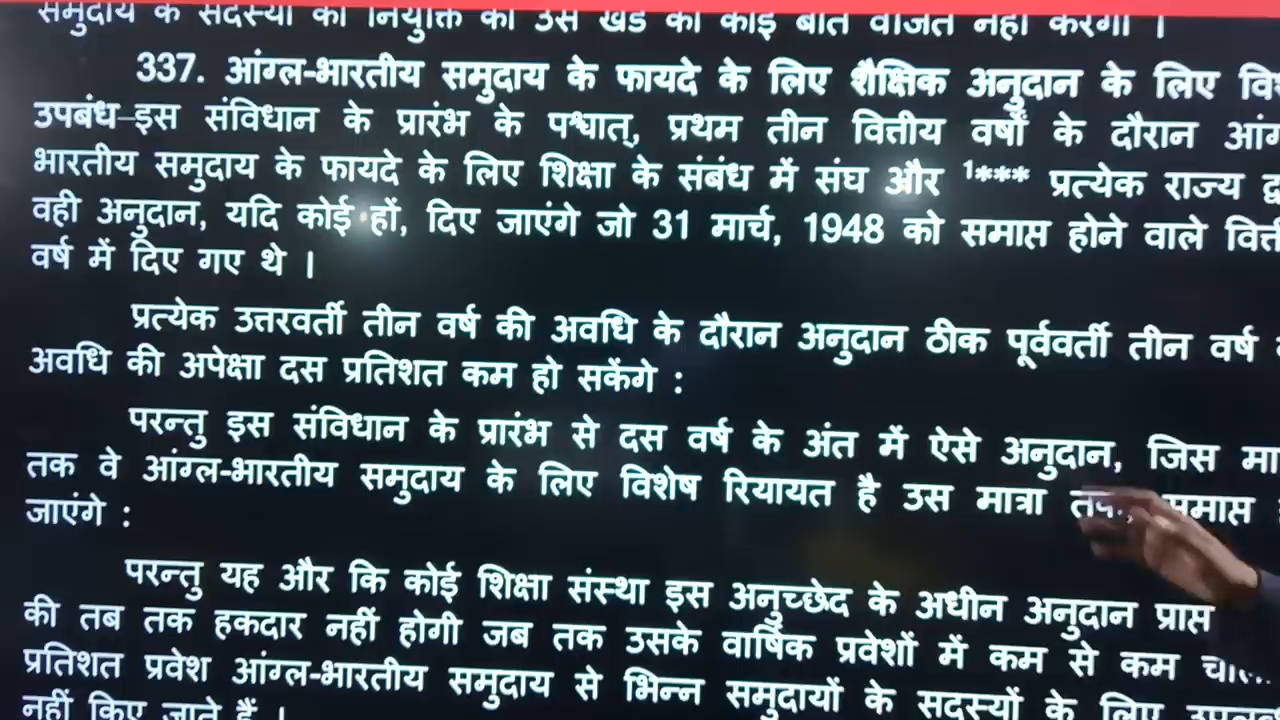 समुदाय के सदस्यों की नियुक्ति को उस खंड की कोई बात वर्जित नहीं करेगी ।
337. आंग्ल-भारतीय समुदाय के फायदे के लिए शैक्षिक अनुदान के लिए
उपबंध–इस संविधान के प्रारंभ के पश्चात्, प्रथम तीन वित्तीय वर्षों के दौरान
भारतीय समुदाय के फायदे के लिए शिक्षा के संबंध में संघ और 1*** प्रत्येक राज्य
वही अनुदान, यदि कोई हों, दिए जाएंगे जो 31 मार्च, 1948 को समाप्त होने वाले
वर्ष में दिए गए थे ।
प्रत्येक उत्तरवर्ती तीन वर्ष की अवधि के दौरान अनुदान ठीक पूर्ववर्ती तीन वर्ष
अवधि की अपेक्षा दस प्रतिशत कम हो सकेंगे :
परन्तु इस संविधान के प्रारंभ से दस वर्ष के अंत में ऐसे अनुदान, जिस
तक वे आंग्ल-भारतीय समुदाय के लिए विशेष रियायत है उस मात्रा समाप्त
जाएंगे :
परन्तु यह और कि कोई शिक्षा संस्था इस अनुच्छेद के अधीन अनुदान प्राप्त
की तब तक हकदार नहीं होगी जब तक उसके वार्षिक प्रवेशों में कम से कम
प्रतिशत प्रवेश आंग्ल-भारतीय समुदाय से भिन्न समुदायों के सदस्यों के लिए
नहीं किए जाते हैं ।